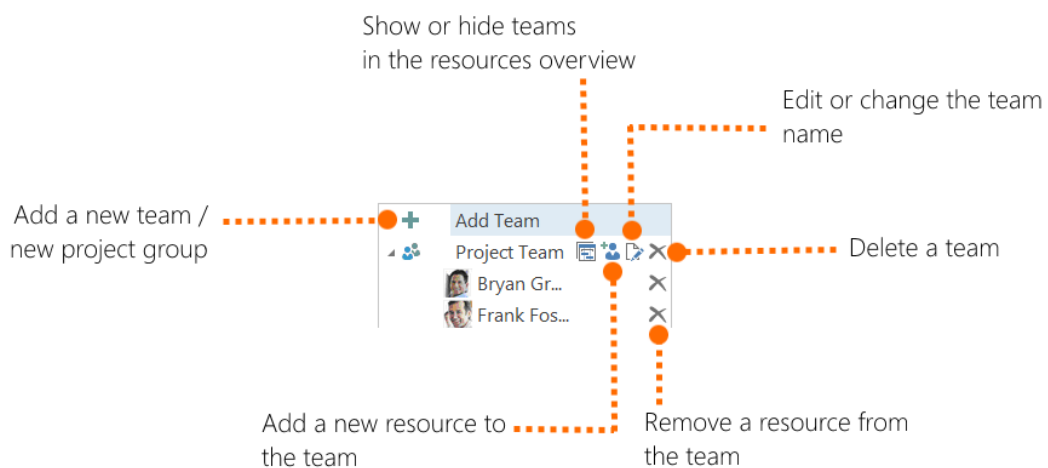 Show or hide teams
in the resources overview
Edit or change the team
name
Add a new team /
new project group
Add Team
Project Team
Delete a team
Bryan Gr...
Frank Fos...
Add a new resource to
the team
Remove a resource from
the team